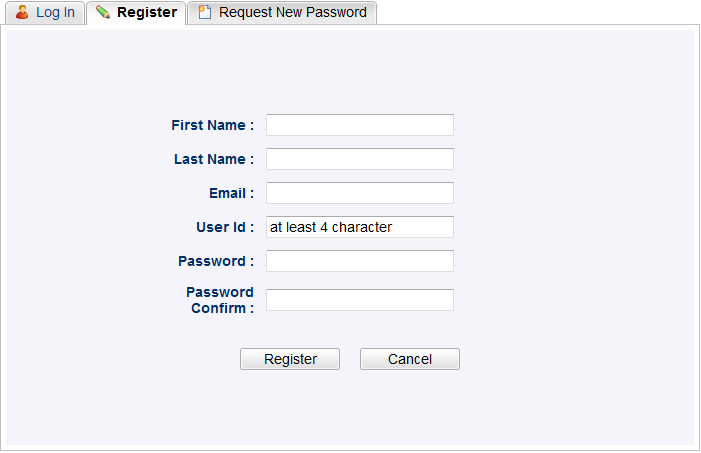 Log In Register Request New Password
First Name :
Last Name :
Email :
User Id : at least 4 character
Password :
Password
Confirm :
Register Cancel